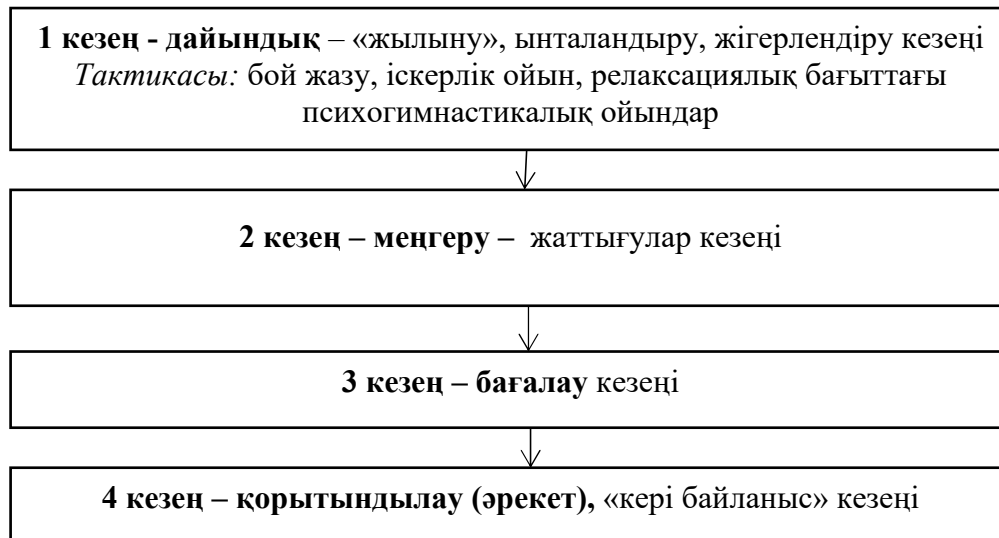 1 кезең - дайындық – «жылыну», ынталандыру, жігерлендіру кезеңі
Тактикасы: бой жазу, іскерлік ойын, релаксациялық бағыттағы
психогимнастикалық ойындар
2 кезең – меңгеру – жаттығулар кезеңі
3 кезең – бағалау кезеңі
4 кезең – қорытындылау (әрекет), «кері байланыс» кезеңі